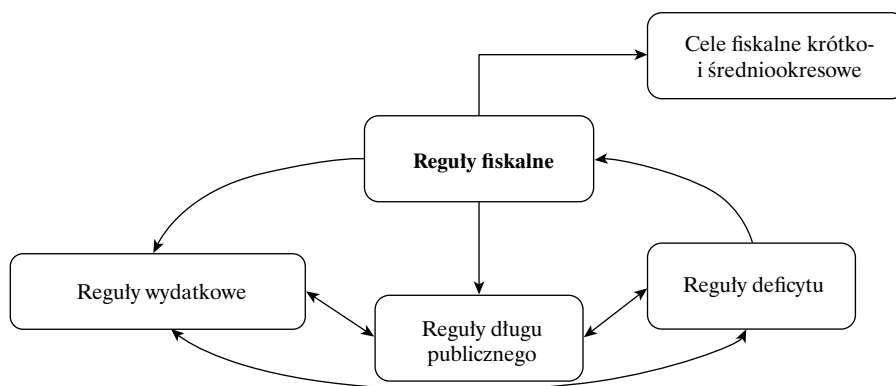 Cele fiskalne krótko-
i średniookresowe
Reguły fiskalne
Reguły wydatkowe
Reguły długu
publicznego
Reguły deficytu